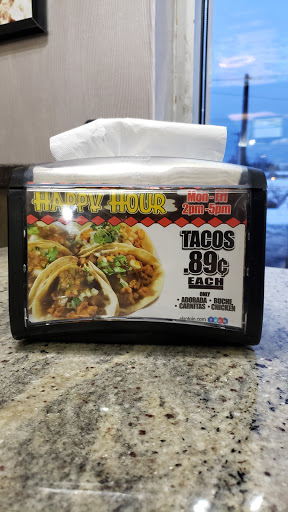 HAPPY HOUR
Mon-Fri
2pm-5pm
TACOS
.89¢
EACH
ONLY
• ADOBADA • BUCHE
• CARNITAS • CHICKEN